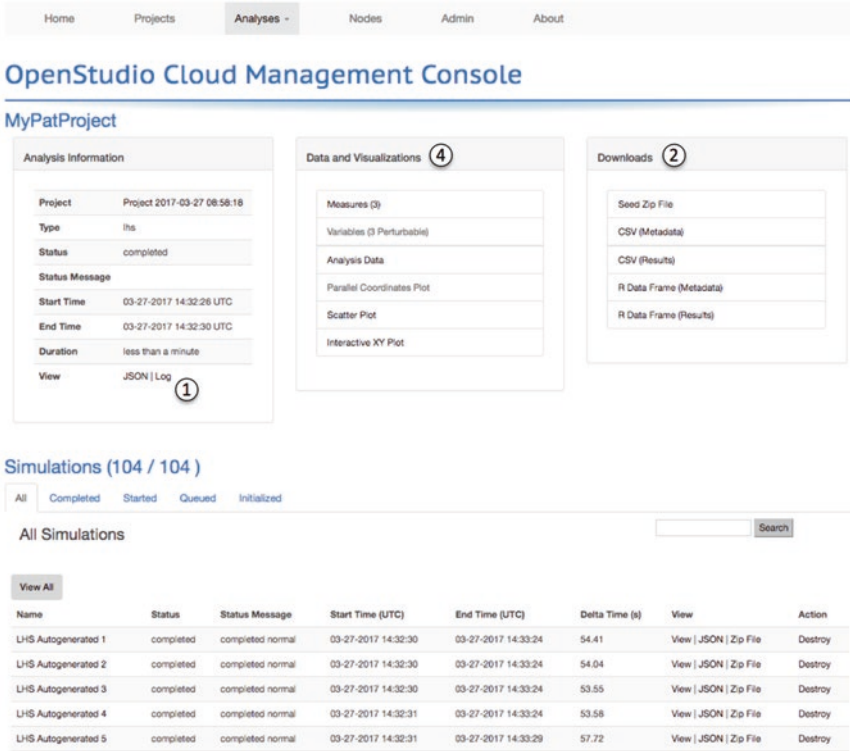 Home Projects Analyses - Nodes Admin About
OpenStudio Cloud Management Console
MyPatProject
Analysis Information
Project Project 2017-03-27 08:58:18
Type lhs
Status completed
Status Message
Start Time 03-27-2017 14:32:26 UTC
End Time 03-27-2017 14:32:30 UTC
Duration less than a minute
View JSON | Log
①
Data and Visualizations ④
Measures (3)
Variables (3 Perturbable)
Analysis Data
Parallel Coordinates Plot
Scatter Plot
Interactive XY Plot
Downloads ②
Seed Zip File
CSV (Metadata)
CSV (Results)
R Data Frame (Metadata)
R Data Frame (Results)
Simulations (104 / 104 )
All Completed Started Queued Initialized
All Simulations
Search
View All
Name Status Status Message Start Time (UTC) End Time (UTC) Delta Time (s) View Action
LHS Autogenerated 1 completed completed normal 03-27-2017 14:32:30 03-27-2017 14:33:24 54.41 View | JSON | Zip File Destroy
LHS Autogenerated 2 completed completed normal 03-27-2017 14:32:30 03-27-2017 14:33:24 54.04 View | JSON | Zip File Destroy
LHS Autogenerated 3 completed completed normal 03-27-2017 14:32:30 03-27-2017 14:33:24 53.55 View | JSON | Zip File Destroy
LHS Autogenerated 4 completed completed normal 03-27-2017 14:32:31 03-27-2017 14:33:24 53.58 View | JSON | Zip File Destroy
LHS Autogenerated 5 completed completed normal 03-27-2017 14:32:31 03-27-2017 14:33:29 57.72 View | JSON | Zip File Destroy